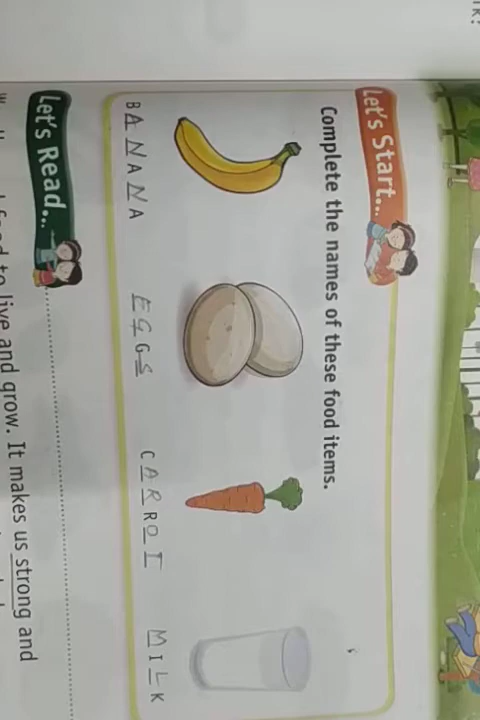 Let's Start...
Complete the names of these food items.
BANANA EGGS CARROT MILK
Let's Read...
to live and grow. It makes us strong and